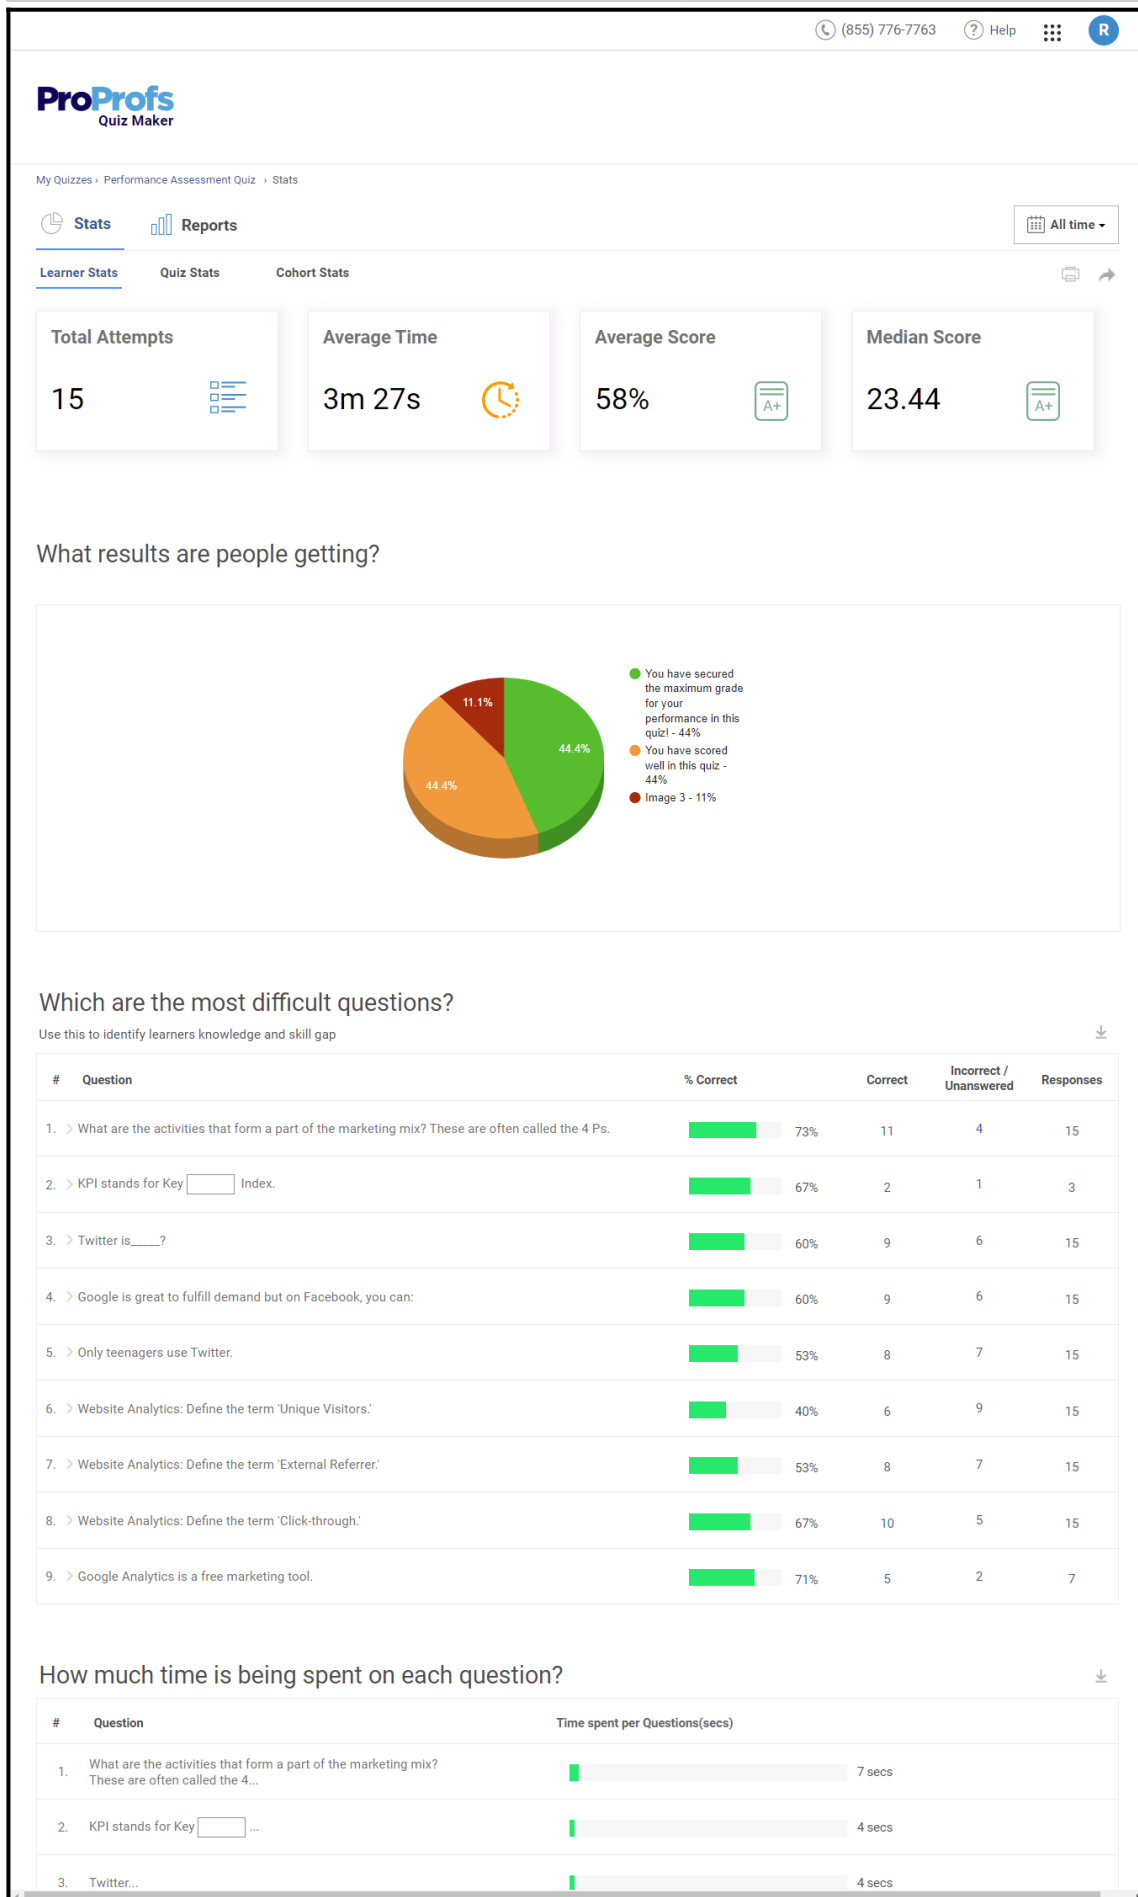 (855) 776-7763 ? Help R
ProProfs
Quiz Maker
My Quizzes › Performance Assessment Quiz › Stats
Stats Reports All time
Learner Stats Quiz Stats Cohort Stats
Total Attempts Average Time Average Score Median Score
15 3m 27s 58% A+ 23.44 A+
What results are people getting?
11.1%
44.4%
44.4%
You have secured
the maximum grade
for your
performance in this
quiz! - 44%
You have scored
well in this quiz -
44%
Image 3 - 11%
Which are the most difficult questions?
Use this to identify learners knowledge and skill gap
# Question % Correct Correct Incorrect / Unanswered Responses
1. > What are the activities that form a part of the marketing mix? These are often called the 4 Ps. 73% 11 4 15
2. > KPI stands for Key Index. 67% 2 1 3
3. > Twitter is_____? 60% 9 6 15
4. > Google is great to fulfill demand but on Facebook, you can: 60% 9 6 15
5. > Only teenagers use Twitter. 53% 8 7 15
6. > Website Analytics: Define the term 'Unique Visitors.' 40% 6 9 15
7. > Website Analytics: Define the term 'External Referrer.' 53% 8 7 15
8. > Website Analytics: Define the term 'Click-through.' 67% 10 5 15
9. > Google Analytics is a free marketing tool. 71% 5 2 7
How much time is being spent on each question?
# Question Time spent per Questions(secs)
1. What are the activities that form a part of the marketing mix?
These are often called the 4... 7 secs
2. KPI stands for Key ... 4 secs
3. Twitter... 4 secs